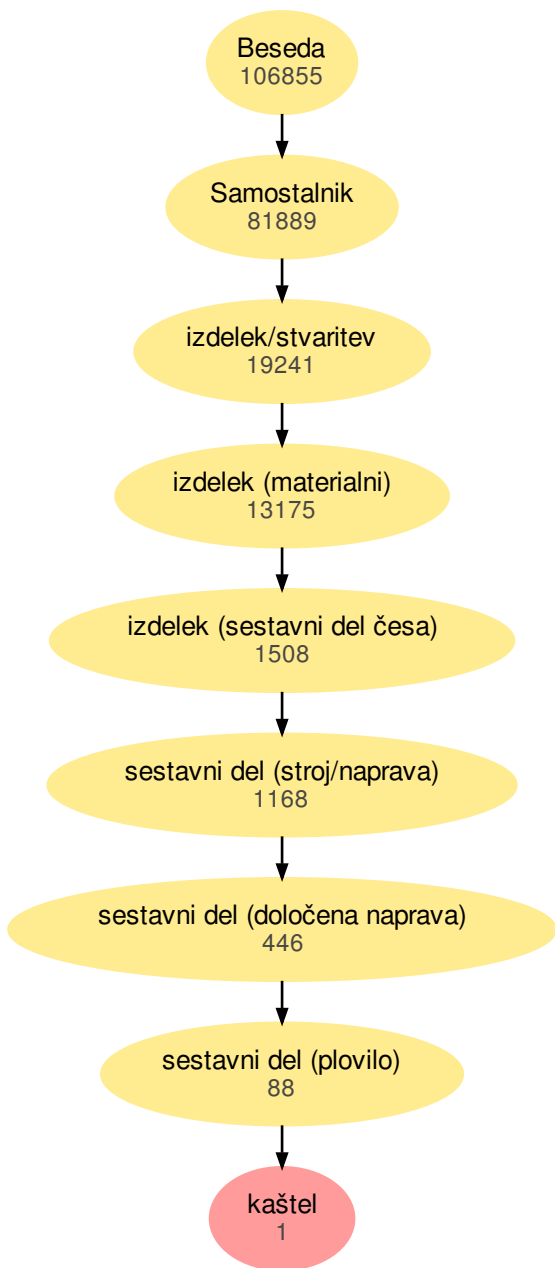 Beseda
106855
Samostalnik
81889
izdelek/stvaritev
19241
izdelek (materialni)
13175
izdelek (sestavni del česa)
1508
sestavni del (stroj/naprava)
1168
sestavni del (določena naprava)
446
sestavni del (plovilo)
88
kaštel
1